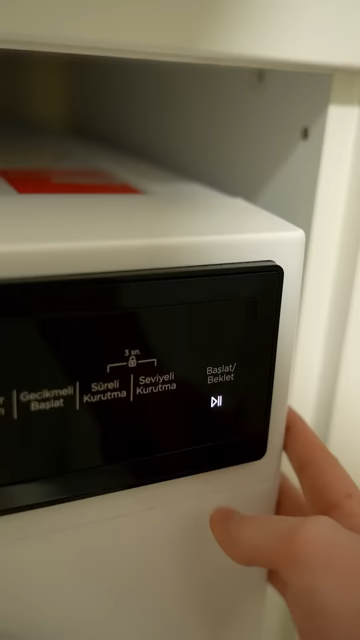 3 sn.
Gecikmeli
Başlat
Süreli
Kurutma
Seviyeli
Kurutma
Başlat/
Beklet